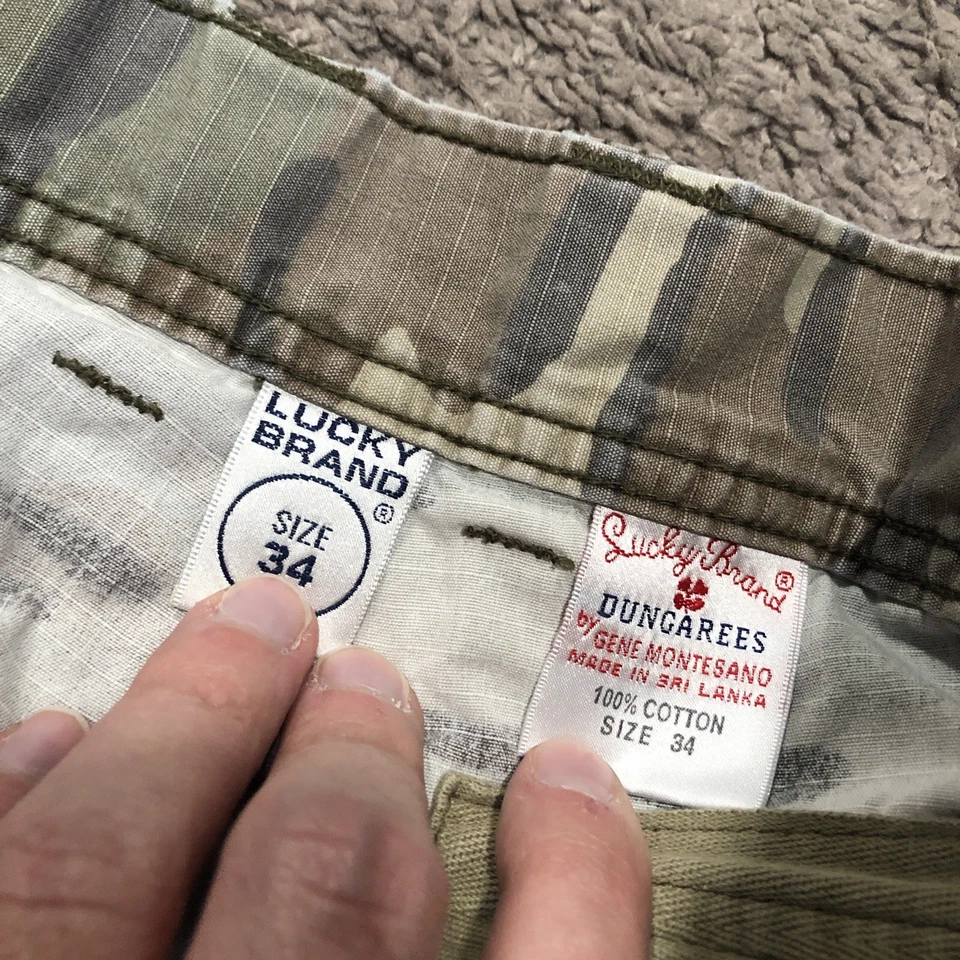 LUCKY
BRAND
®
SIZE
34
Lucky Brand ®
DUNGAREES
by GENE MONTESANO
MADE IN SRI LANKA
100% COTTON
SIZE 34